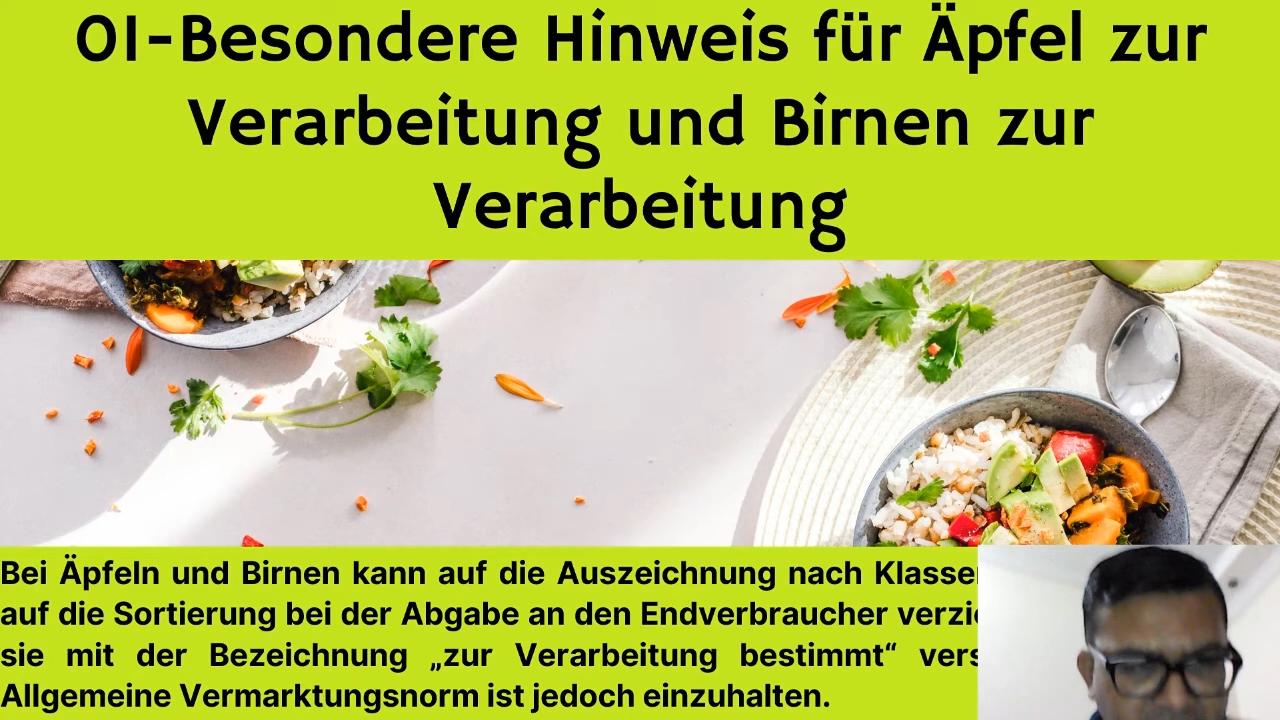 01-Besondere Hinweis für Äpfel zur
Verarbeitung und Birnen zur
Verarbeitung
Bei Äpfeln und Birnen kann auf die Auszeichnung nach
auf die Sortierung bei der Abgabe an den Endverbraucher
sie mit der Bezeichnung „zur Verarbeitung bestimmt“
Allgemeine Vermarktungsnorm ist jedoch einzuhalten.